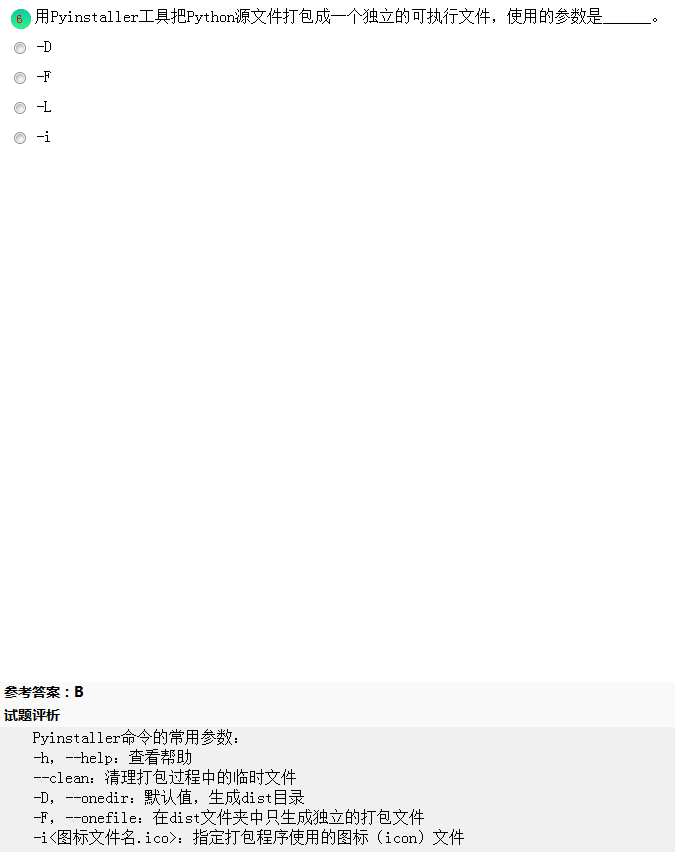 6 用Pyinstaller工具把Python源文件打包成一个独立的可执行文件，使用的参数是______。
-D
-F
-L
-i
参考答案：B
试题评析
Pyinstaller命令的常用参数：
-h，--help：查看帮助
--clean：清理打包过程中的临时文件
-D，--onedir：默认值，生成dist目录
-F，--onefile：在dist文件夹中只生成独立的打包文件
-i<图标文件名.ico>：指定打包程序使用的图标（icon）文件